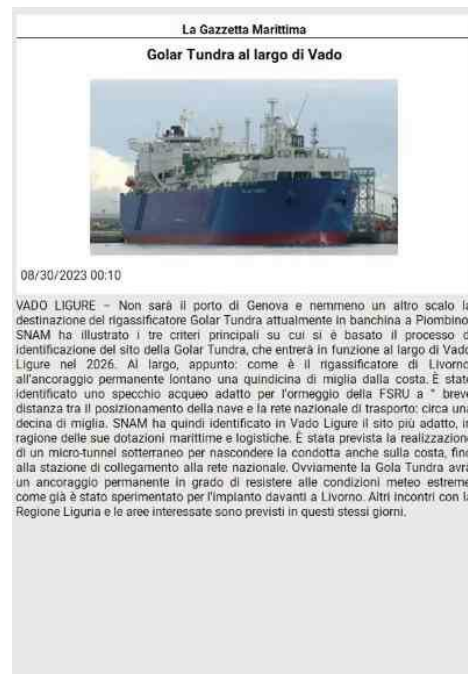 La Gazzetta Marittima
Golar Tundra al largo di Vado
08/30/2023 00:10
VADO LIGURE – Non sarà il porto di Genova e nemmeno un altro scalo la
destinazione del rigassificatore Golar Tundra attualmente in banchina a Piombino.
SNAM ha illustrato i tre criteri principali su cui si è basato il processo d
identificazione del sito della Golar Tundra, che entrerà in funzione al largo di Vado
Ligure nel 2026. Al largo, appunto: come è il rigassificatore di Livorno
all'ancoraggio permanente lontano una quindicina di miglia dalla costa. È stato
identificato uno specchio acqueo adatto per l'ormeggio della FSRU a " breve
distanza tra il posizionamento della nave e la rete nazionale di trasporto: circa una
decina di miglia. SNAM ha quindi identificato in Vado Ligure il sito più adatto, in
ragione delle sue dotazioni marittime e logistiche. È stata prevista la realizzazione
di un micro-tunnel sotterraneo per nascondere la condotta anche sulla costa, fino
alla stazione di collegamento alla rete nazionale. Ovviamente la Gola Tundra avrà
un ancoraggio permanente in grado di resistere alle condizioni meteo estreme
come già è stato sperimentato per l'impianto davanti a Livorno. Altri incontri con la
Regione Liguria e le aree interessate sono previsti in questi stessi giorni.